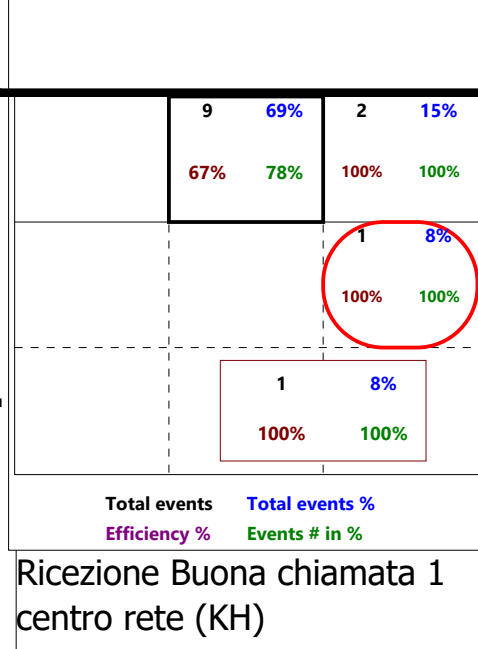 9 69% 2 15%
67% 78% 100% 100%
1 8%
100% 100%
1 8%
100% 100%
Total events Total events %
Efficiency % Events # in %
Ricezione Buona chiamata 1
centro rete (KH)